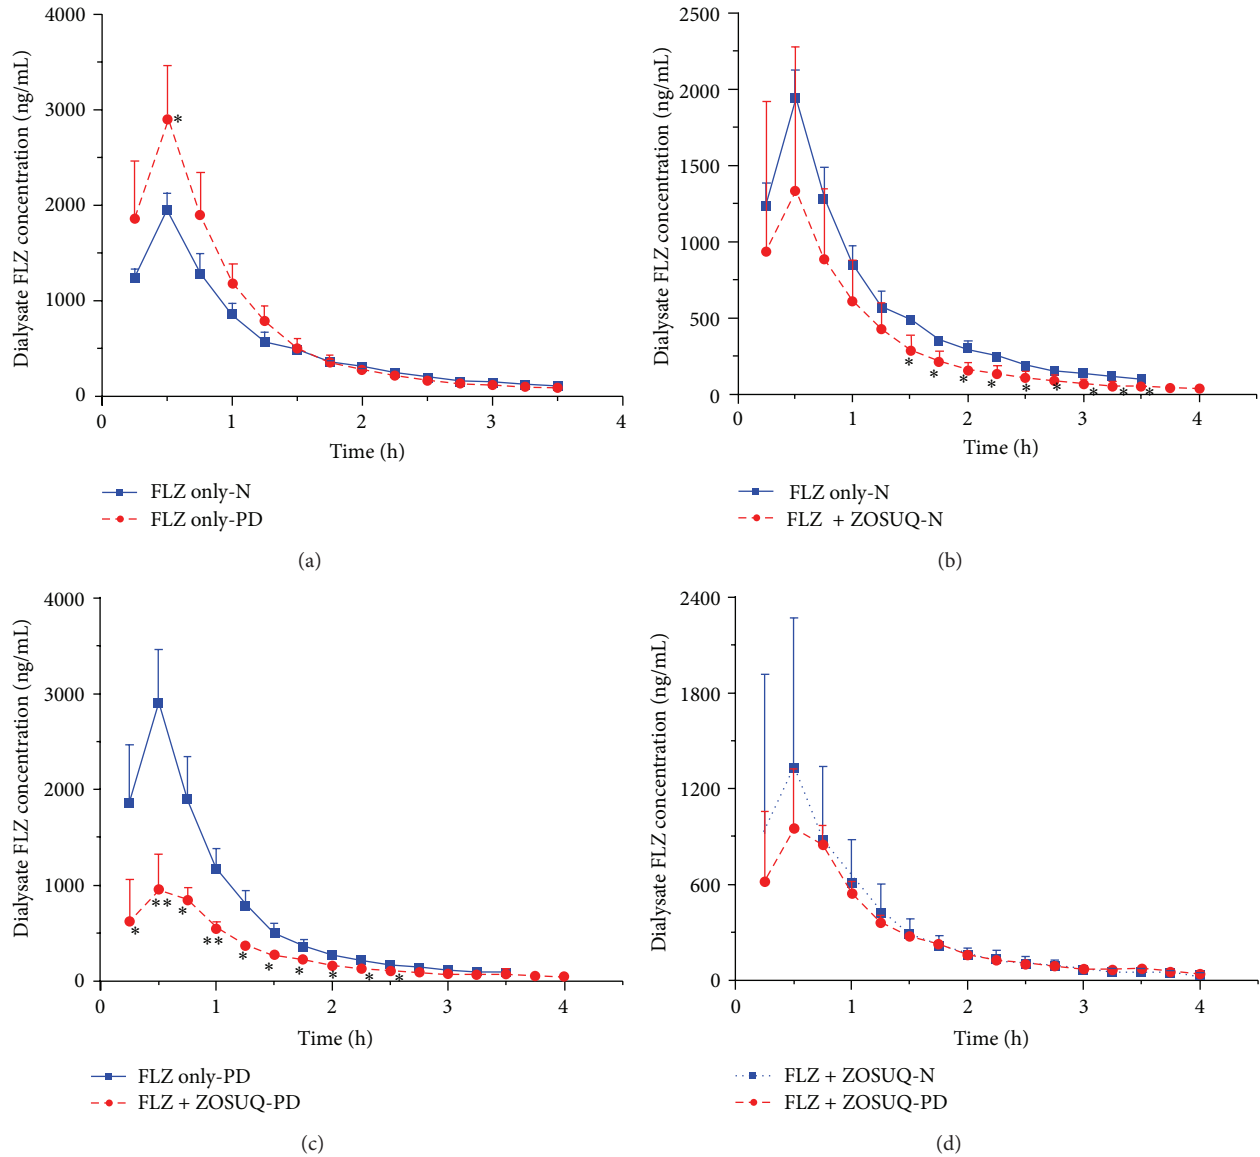 4000
3000
2000
1000
0
Dialysate FLZ concentration (ng/mL)
0 1 2 3 4
Time (h)
*
FLZ only-N
FLZ only-PD
(a)
2500
2000
1500
1000
500
0
Dialysate FLZ concentration (ng/mL)
0 1 2 3 4
Time (h)
* * * * * * * * *
FLZ only-N
FLZ + ZOSUQ-N
(b)
4000
3000
2000
1000
0
Dialysate FLZ concentration (ng/mL)
0 1 2 3 4
Time (h)
* ** * ** * * * * * *
FLZ only-PD
FLZ + ZOSUQ-PD
(c)
2400
1800
1200
600
0
Dialysate FLZ concentration (ng/mL)
0 1 2 3 4
Time (h)
FLZ + ZOSUQ-N
FLZ + ZOSUQ-PD
(d)